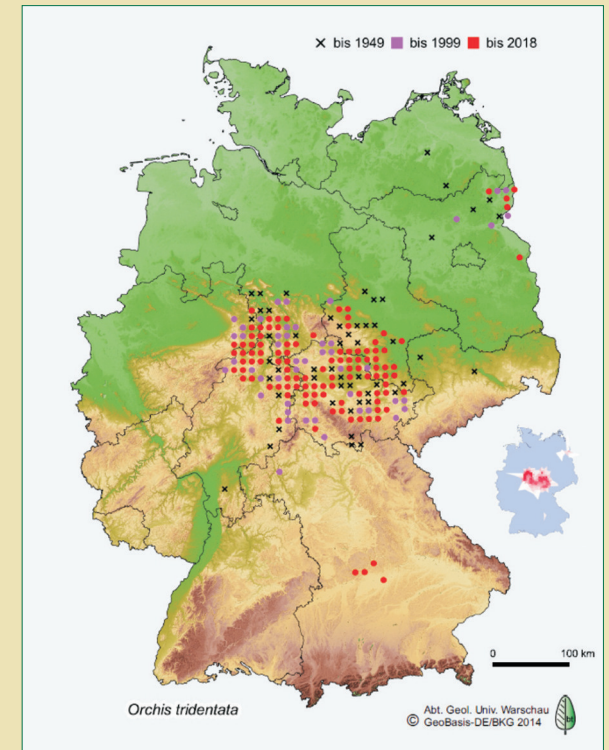 × bis 1949 ■ bis 1999 ■ bis 2018
0 100 km
Orchis tridentata
Abt. Geol. Univ. Warschau
© GeoBasis-DE/BKG 2014
bt